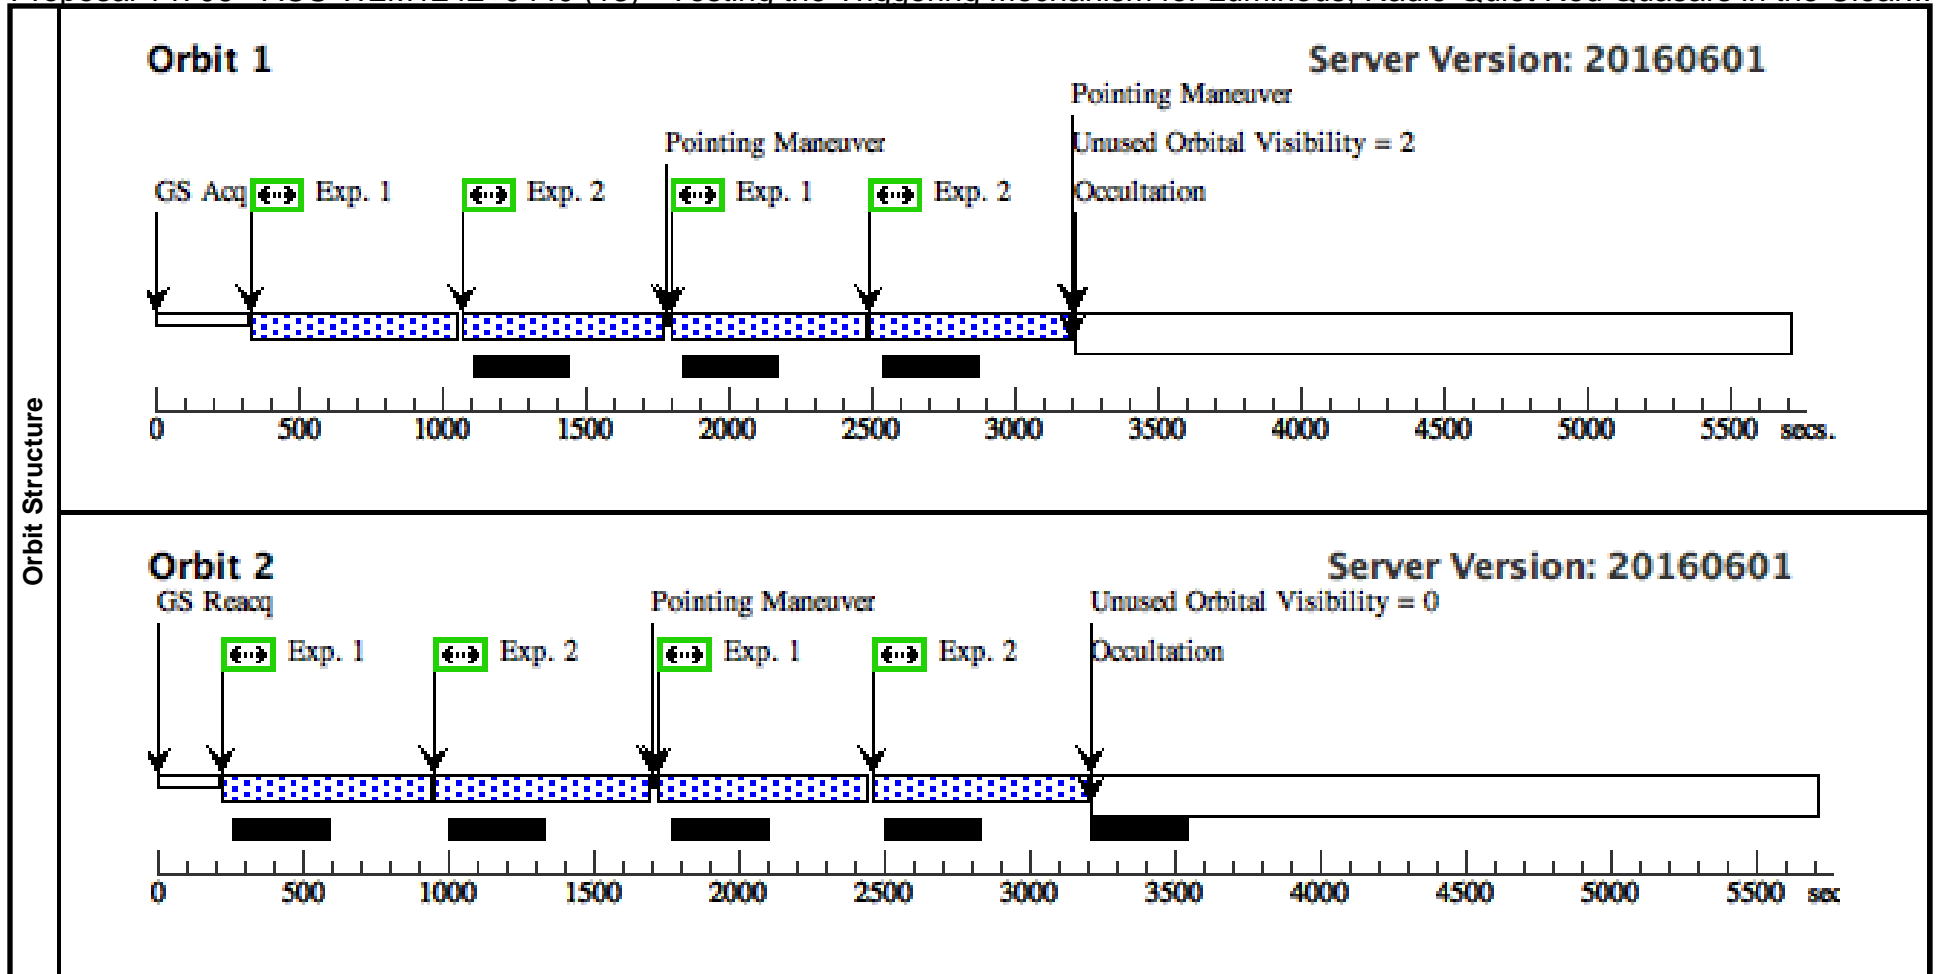 Orbit 1
Server Version: 20160601
Pointing Maneuver
Pointing Maneuver
Unused Orbital Visibility = 2
GS Acq
Exp. 1
Exp. 2
Exp. 1
Exp. 2
Occultation
0 500 1000 1500 2000 2500 3000 3500 4000 4500 5000 5500 secs.
Orbit Structure
Orbit 2
Server Version: 20160601
GS Reacq
Pointing Maneuver
Unused Orbital Visibility = 0
Exp. 1
Exp. 2
Exp. 1
Exp. 2
Occultation
0 500 1000 1500 2000 2500 3000 3500 4000 4500 5000 5500 sec